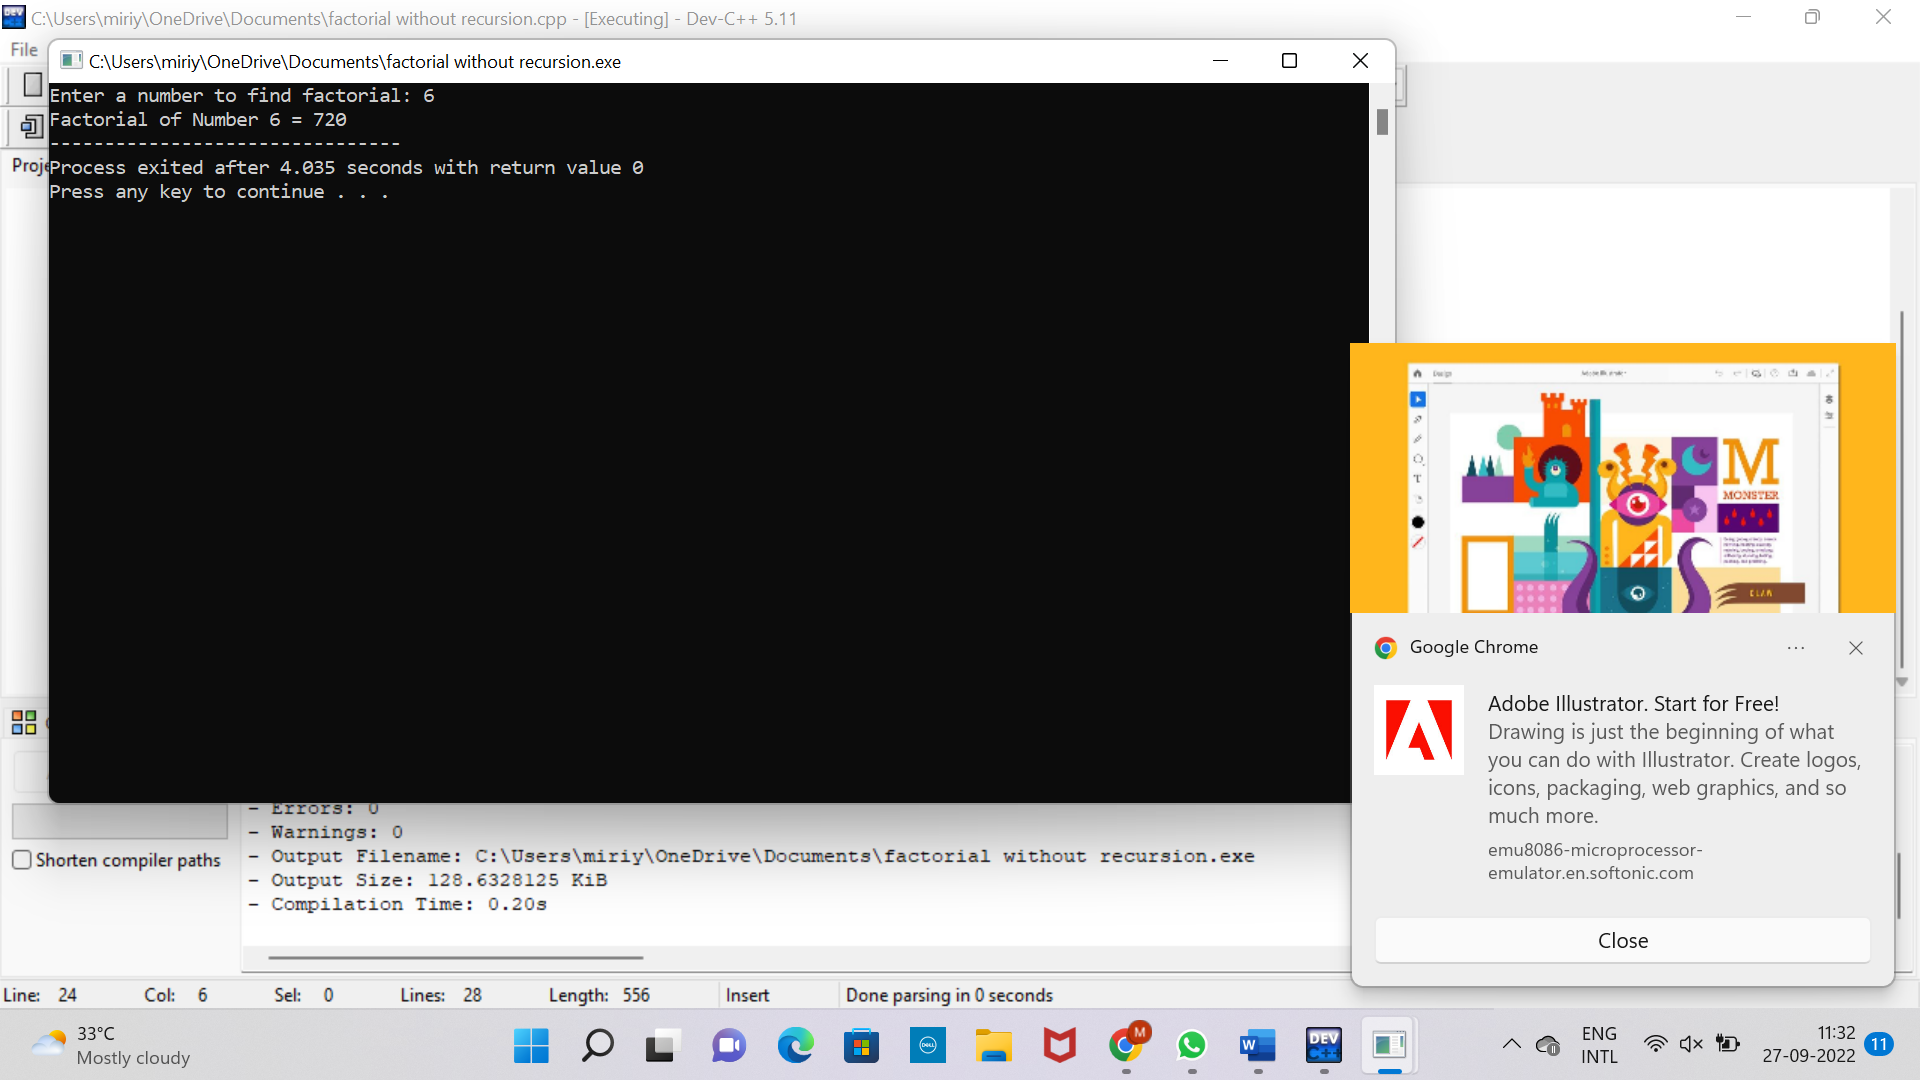 C:\Users\miriy\OneDrive\Documents\factorial without recursion.cpp - [Executing] - Dev-C++ 5.11
File
C:\Users\miriy\OneDrive\Documents\factorial without recursion.exe
Enter a number to find factorial: 6
Factorial of Number 6 = 720
--------------------------------
Process exited after 4.035 seconds with return value 0
Press any key to continue . . .
Proje
Design
Adobe Illustrator
M
MONSTER
CLAW
Google Chrome
Adobe Illustrator. Start for Free!
Drawing is just the beginning of what
you can do with Illustrator. Create logos,
icons, packaging, web graphics, and so
much more.
emu8086-microprocessor-
emulator.en.softonic.com
Close
- Errors: 0
- Warnings: 0
- Output Filename: C:\Users\miriy\OneDrive\Documents\factorial without recursion.exe
- Output Size: 128.6328125 KiB
- Compilation Time: 0.20s
Shorten compiler paths
Line: 24 Col: 6 Sel: 0 Lines: 28 Length: 556 Insert Done parsing in 0 seconds
33°C
Mostly cloudy
DELL
M
W
DEV
C++
ENG
INTL
11:32
27-09-2022
11